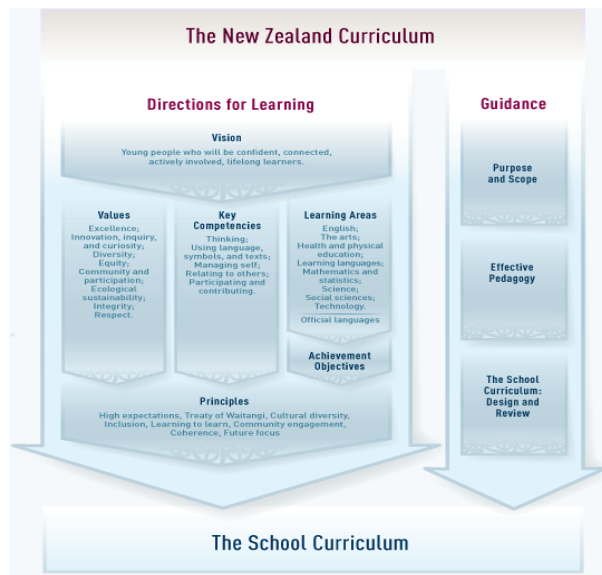 The New Zealand Curriculum
Directions for Learning
Vision
Young people who will be confident, connected,
actively involved, lifelong learners.
Values
Excellence;
Innovation, inquiry,
and curiosity;
Diversity;
Equity;
Community and
participation;
Ecological
sustainability;
Integrity;
Respect.
Key
Competencies
Thinking;
Using language,
symbols, and texts;
Managing self;
Relating to others;
Participating and
contributing.
Learning Areas
English;
The arts;
Health and physical
education;
Learning languages;
Mathematics and
statistics;
Science;
Social sciences;
Technology.
Official languages
Achievement
Objectives
Principles
High expectations, Treaty of Waitangi, Cultural diversity,
Inclusion, Learning to learn, Community engagement,
Coherence, Future focus
Guidance
Purpose
and Scope
Effective
Pedagogy
The School
Curriculum:
Design and
Review
The School Curriculum